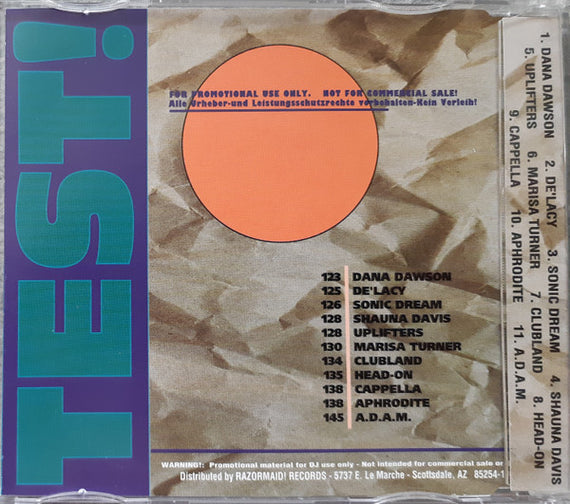 TEST!
FOR PROMOTIONAL USE ONLY. NOT FOR COMMERCIAL SALE!
Alle Urheber-und Leistungsschutzrechte vorbehalten-Kein Verleih!
123 DANA DAWSON
125 DE'LACY
126 SONIC DREAM
128 SHAUNA DAVIS
128 UPLIFTERS
130 MARISA TURNER
134 CLUBLAND
135 HEAD-ON
138 CAPPELLA
138 APHRODITE
145 A.D.A.M.
WARNING!: Promotional material for DJ use only - Not intended for commercial sale or
Distributed by RAZORMAID! RECORDS - 5737 E. Le Marche - Scottsdale, AZ 85254-1
1. DANA DAWSON 2. DE'LACY 3. SONIC DREAM 4. SHAUNA DAVIS
5. UPLIFTERS 6. MARISA TURNER 7. CLUBLAND 8. HEAD-ON
9. CAPPELLA 10. APHRODITE 11. A.D.A.M.